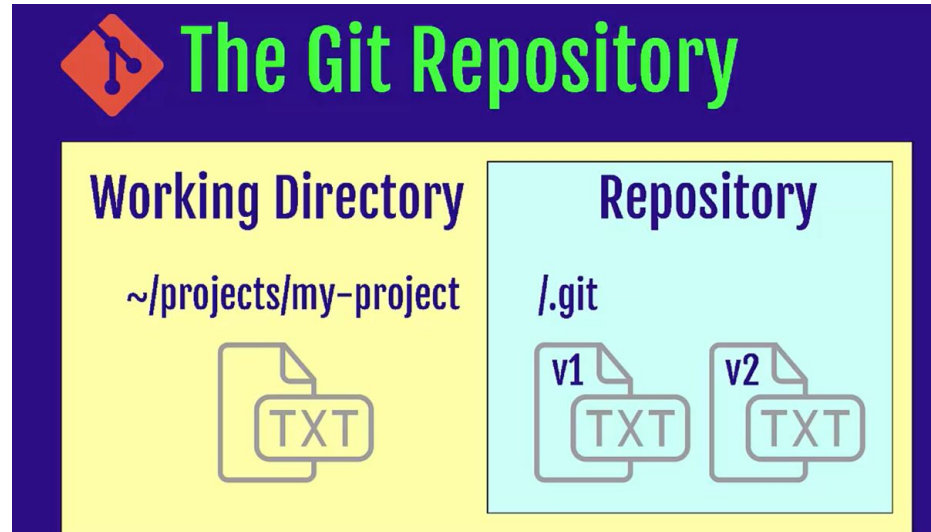 The Git Repository
Working Directory
~/projects/my-project
TXT
Repository
/.git
v1
TXT
v2
TXT